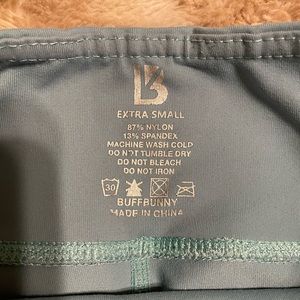 B
EXTRA SMALL
87% NYLON
13% SPANDEX
MACHINE WASH COLD
DO NOT TUMBLE DRY
DO NOT BLEACH
DO NOT IRON
30
BUFFBUNNY
MADE IN CHINA